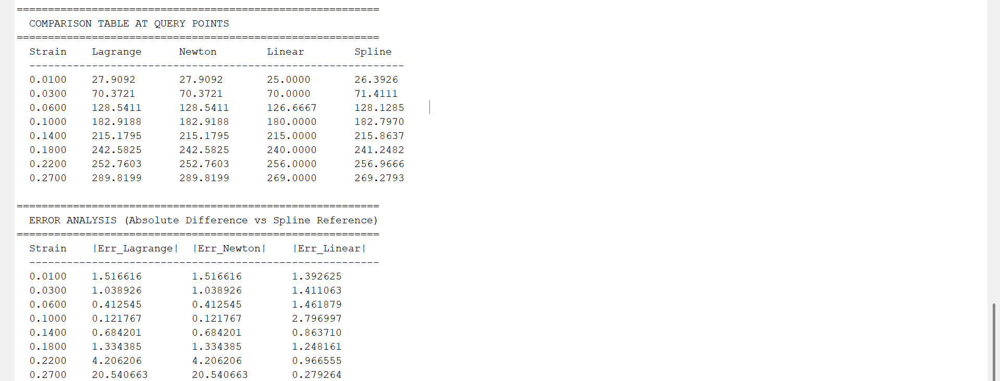 ==========================================================
COMPARISON TABLE AT QUERY POINTS
==========================================================
Strain    Lagrange      Newton        Linear        Spline
------------------------------------------------------------
0.0100    27.9092       27.9092       25.0000       26.3926
0.0300    70.3721       70.3721       70.0000       71.4111
0.0600    128.5411      128.5411      126.6667      128.1285
0.1000    182.9188      182.9188      180.0000      182.7970
0.1400    215.1795      215.1795      215.0000      215.8637
0.1800    242.5825      242.5825      240.0000      241.2482
0.2200    252.7603      252.7603      256.0000      256.9666
0.2700    289.8199      289.8199      269.0000      269.2793
==========================================================
ERROR ANALYSIS (Absolute Difference vs Spline Reference)
==========================================================
Strain    |Err_Lagrange|  |Err_Newton|    |Err_Linear|
--------------------------------------------------------
0.0100    1.516616        1.516616        1.392625
0.0300    1.038926        1.038926        1.411063
0.0600    0.412545        0.412545        1.461879
0.1000    0.121767        0.121767        2.796997
0.1400    0.684201        0.684201        0.863710
0.1800    1.334385        1.334385        1.248161
0.2200    4.206206        4.206206        0.966555
0.2700    20.540663       20.540663       0.279264